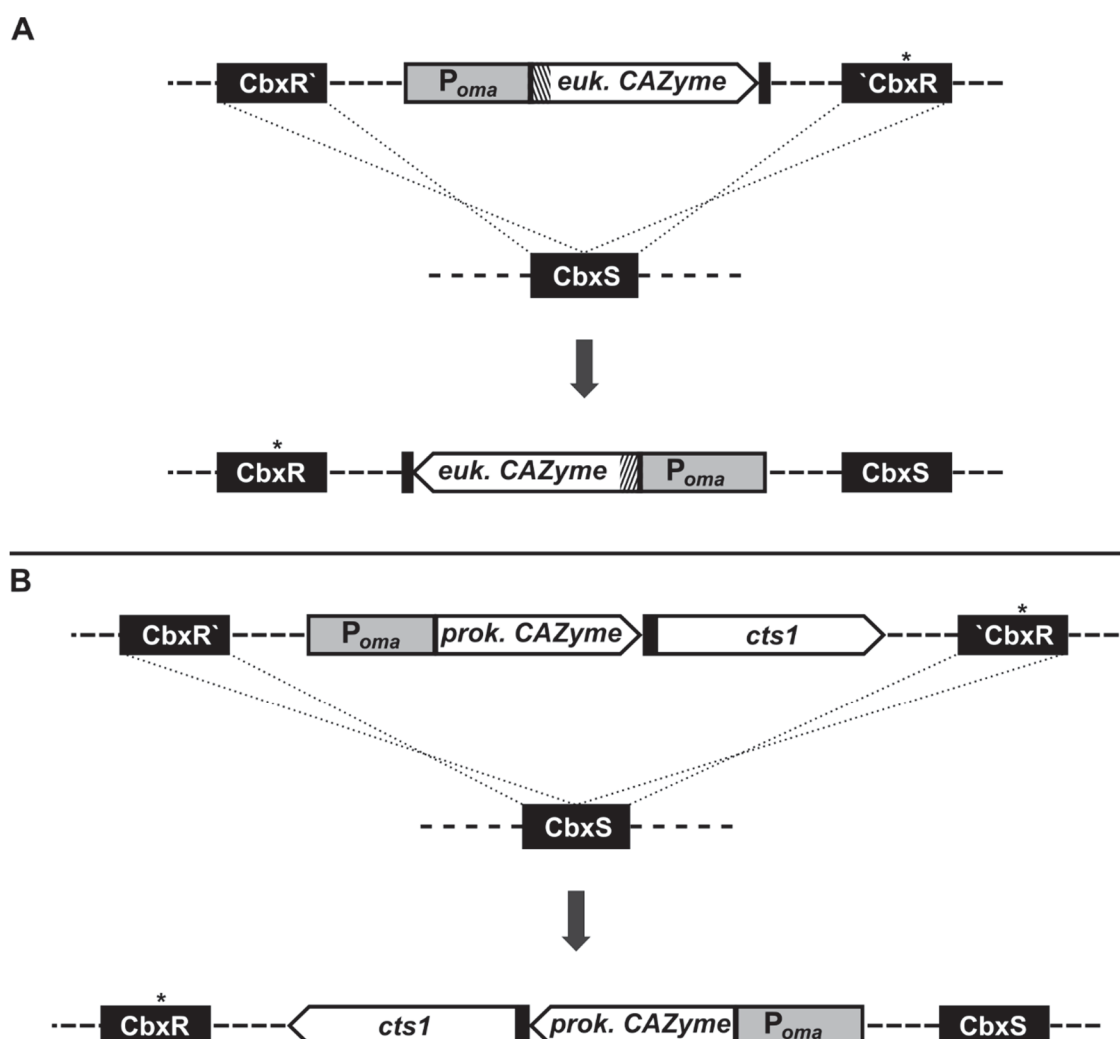 A
*
CbxR` Poma euk. CAZyme `CbxR
CbxS
*
CbxR euk. CAZyme Poma CbxS
B
*
CbxR` Poma prok. CAZyme cts1 `CbxR
CbxS
*
CbxR cts1 prok. CAZyme Poma CbxS